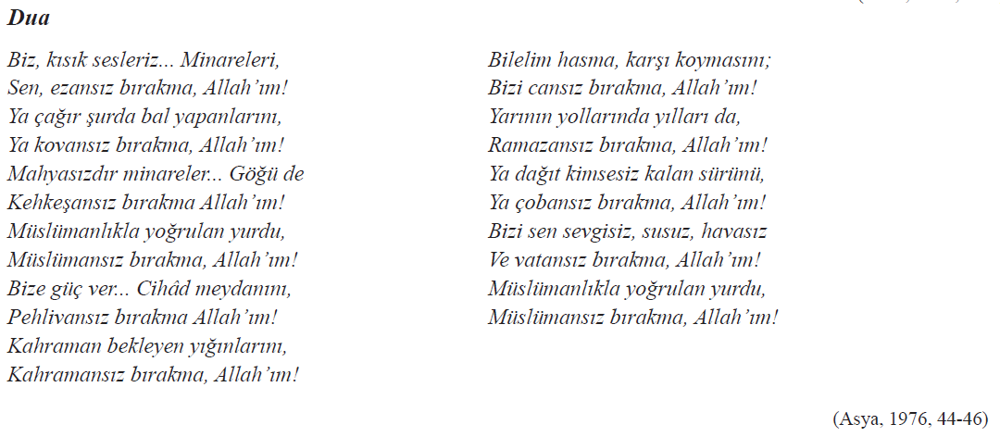 Dua
Biz, kısık sesleriz... Minareleri,
Sen, ezansız bırakma, Allah’ım!
Ya çağır şurda bal yapanlarını,
Ya kovansız bırakma, Allah’ım!
Mahyasızdır minareler... Göğü de
Kehkeşansız bırakma Allah’ım!
Müslümanlıkla yoğrulan yurdu,
Müslümansız bırakma, Allah’ım!
Bize güç ver... Cihâd meydanını,
Pehlivansız bırakma Allah’ım!
Kahraman bekleyen yığınlarını,
Kahramansız bırakma, Allah’ım!
Bilelim hasma, karşı koymasını;
Bizi cansız bırakma, Allah’ım!
Yarının yollarında yılları da,
Ramazansız bırakma, Allah’ım!
Ya dağıt kimsesiz kalan sürünü,
Ya çobansız bırakma, Allah’ım!
Bizi sen sevgisiz, susuz, havasız
Ve vatansız bırakma, Allah’ım!
Müslümanlıkla yoğrulan yurdu,
Müslümansız bırakma, Allah’ım!
(Asya, 1976, 44-46)